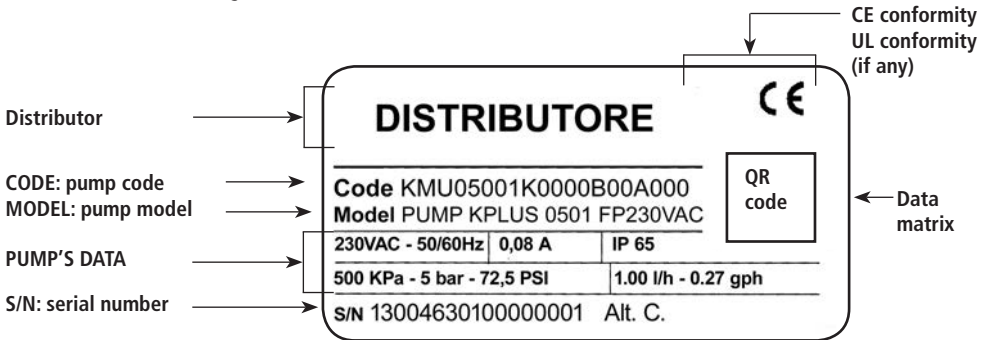 CE conformity
UL conformity
(if any)
Distributor
DISTRIBUTORE
CE
CODE: pump code
MODEL: pump model
Code KMU05001K0000B00A000
Model PUMP KPLUS 0501 FP230VAC
QR
code
Data
matrix
PUMP'S DATA
230VAC - 50/60Hz 0,08 A IP 65
500 KPa - 5 bar - 72,5 PSI 1.00 l/h - 0.27 gph
S/N: serial number
S/N 13004630100000001 Alt. C.